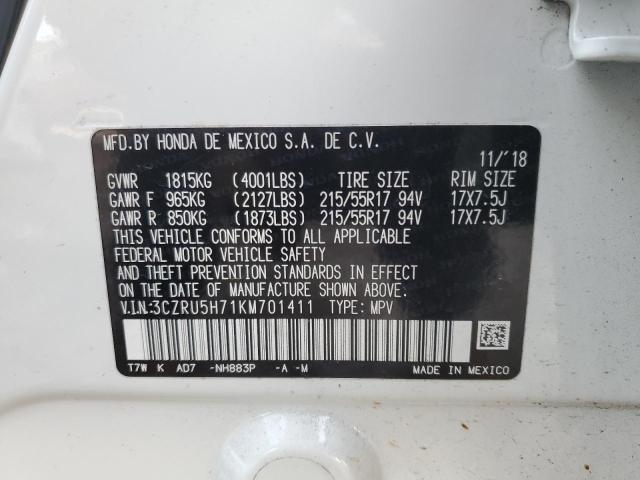 MFD.BY HONDA DE MEXICO S.A. DE C.V.
11/'18
GVWR 1815KG (4001LBS) TIRE SIZE RIM SIZE
GAWR F 965KG (2127LBS) 215/55R17 94V 17X7.5J
GAWR R 850KG (1873LBS) 215/55R17 94V 17X7.5J
THIS VEHICLE CONFORMS TO ALL APPLICABLE
FEDERAL MOTOR VEHICLE SAFETY
AND THEFT PREVENTION STANDARDS IN EFFECT
ON THE DATE OF MANUFACTURE SHOWN ABOVE.
V.I.N:3CZRU5H71KM701411 TYPE: MPV
T7W K AD7 -NH883P -A -M MADE IN MEXICO